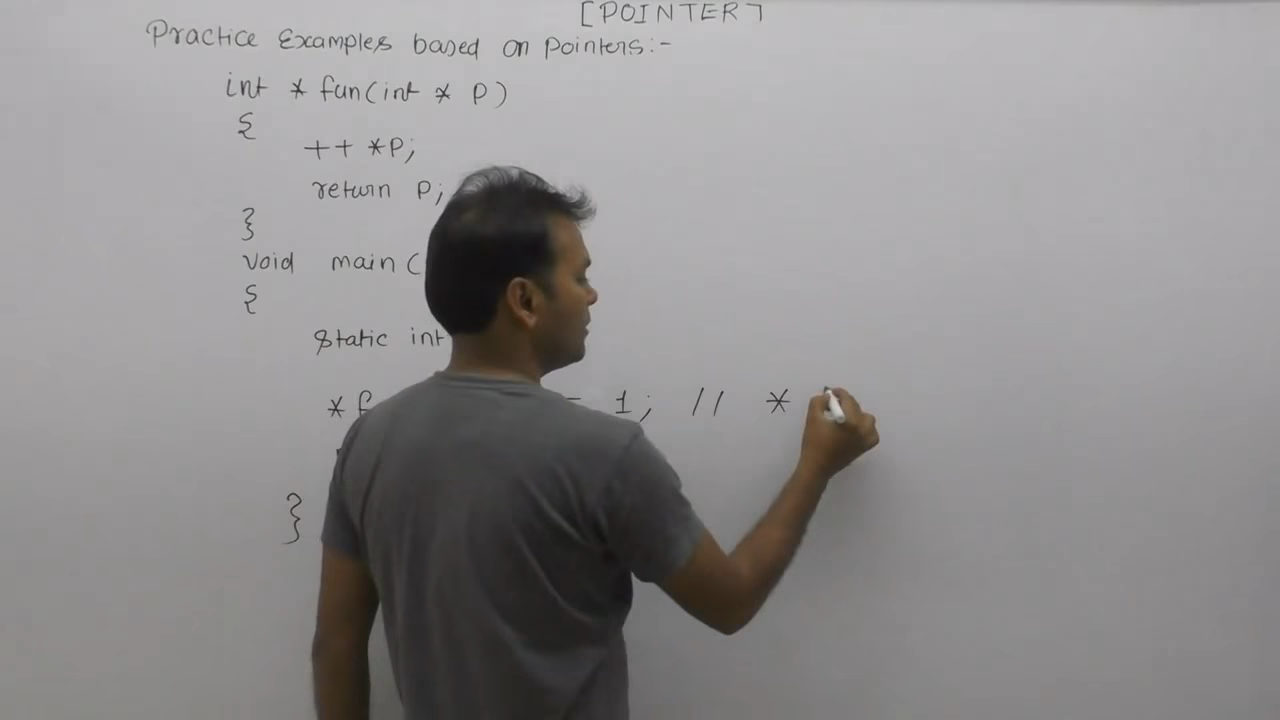 [POINTER]
Practice Examples based on pointers:-
int * fun(int * p)
{
++ *p;
return p;
}
void main(
{
static int
*f = 1; // *
}